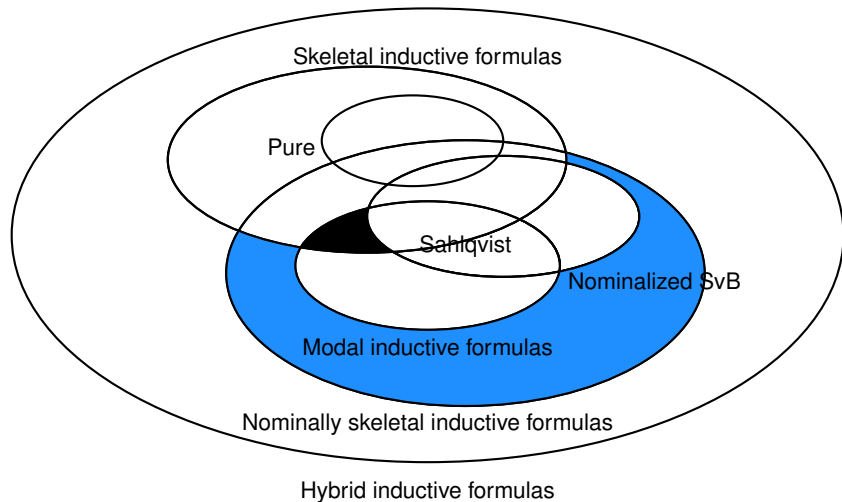 Skeletal inductive formulas
Pure
Sahlqvist
Nominalized SvB
Modal inductive formulas
Nominally skeletal inductive formulas
Hybrid inductive formulas